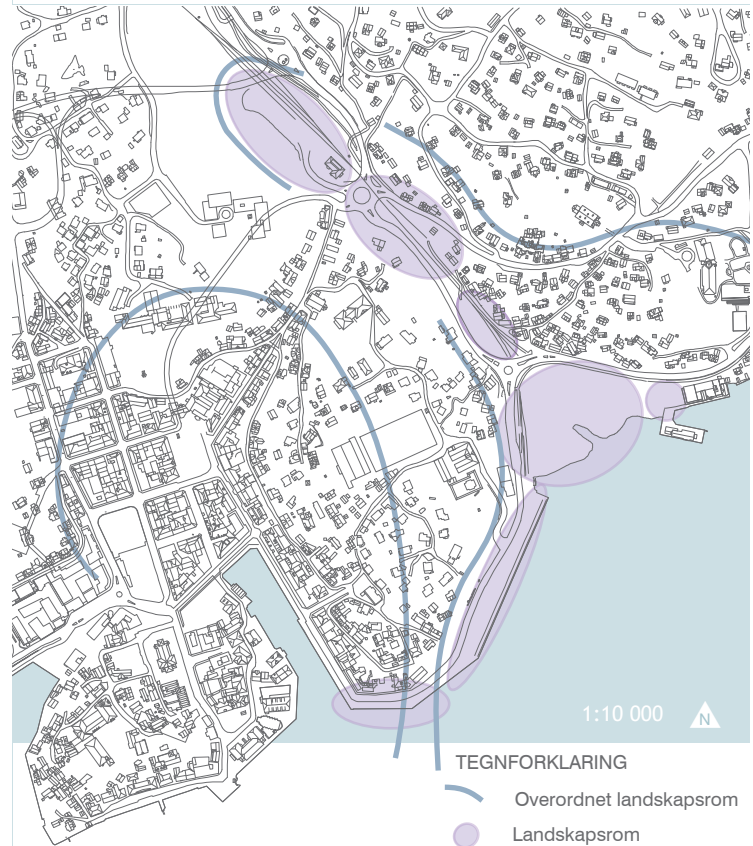 1:10 000
N
TEGNFORKLARING
Overordnet landskapsrom
Landskapsrom